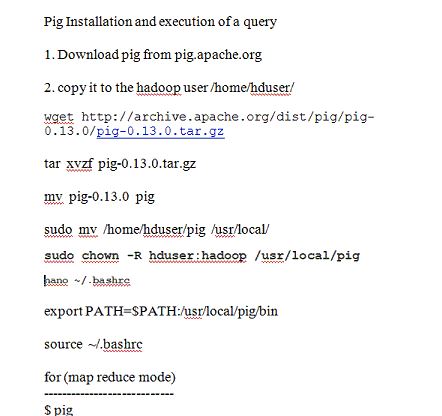 Pig Installation and execution of a query
1. Download pig from pig.apache.org
2. copy it to the hadoop user /home/hduser/
wget http://archive.apache.org/dist/pig/pig-
0.13.0/pig-0.13.0.tar.gz
tar xvzf pig-0.13.0.tar.gz
mv pig-0.13.0 pig
sudo mv /home/hduser/pig /usr/local/
sudo chown -R hduser:hadoop /usr/local/pig
nano ~/.bashrc
export PATH=$PATH:/usr/local/pig/bin
source ~/.bashrc
for (map reduce mode)
----------------------------
$ pig